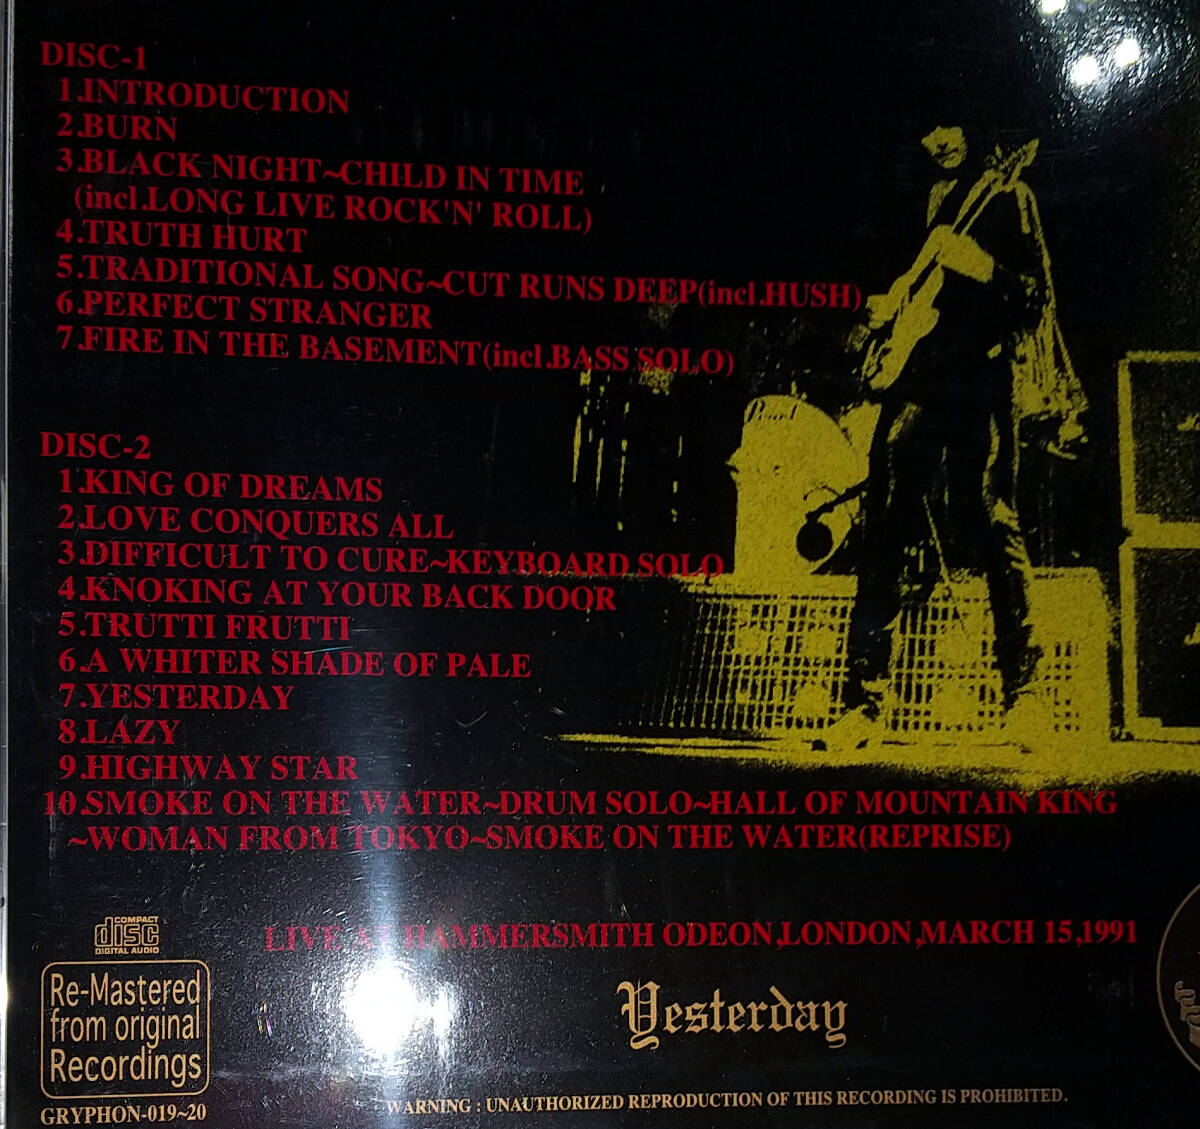 DISC-1
1.INTRODUCTION
2.BURN
3.BLACK NIGHT~CHILD IN TIME
(incl.LONG LIVE ROCK'N' ROLL)
4.TRUTH HURT
5.TRADITIONAL SONG~CUT RUNS DEEP(incl.HUSH)
6.PERFECT STRANGER
7.FIRE IN THE BASEMENT(incl.BASS SOLO)
Pearl
DISC-2
1.KING OF DREAMS
2.LOVE CONQUERS ALL
3.DIFFICULT TO CURE~KEYBOARD SOLO
4.KNOKING AT YOUR BACK DOOR
5.TRUTTI FRUTTI
6.A WHITER SHADE OF PALE
7.YESTERDAY
8.LAZY
9.HIGHWAY STAR
10.SMOKE ON THE WATER~DRUM SOLO~HALL OF MOUNTAIN KING
~WOMAN FROM TOKYO~SMOKE ON THE WATER(REPRISE)
LIVE AT HAMMERSMITH ODEON,LONDON,MARCH 15,1991
COMPACT
disc
DIGITAL AUDIO
Re-Mastered
from original
Recordings
GRYPHON-019~20
Yesterday
WARNING : UNAUTHORIZED REPRODUCTION OF THIS RECORDING IS PROHIBITED.